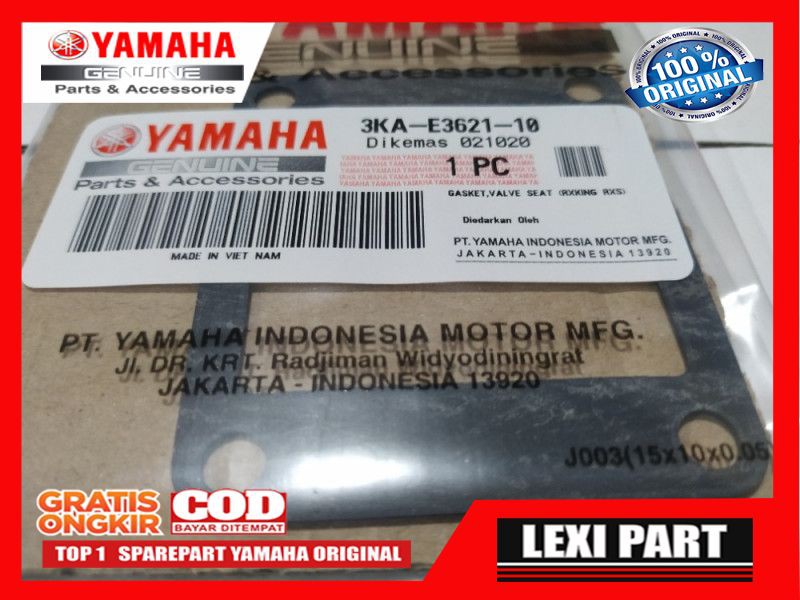 YAMAHA
GENUINE
Parts & Accessories
100%
ORIGINAL
GENUINE
& Accessories
YAMAHA
GENUINE
Parts & Accessories
3KA-E3621-10
Dikemas 021020
1 PC
GASKET,VALVE SEAT (RXKING RXS)
Diedarkan Oleh
MADE IN VIET NAM
PT. YAMAHA INDONESIA MOTOR MFG.
JAKARTA-INDONESIA 13920
PT. YAMAHA INDONESIA MOTOR MFG.
Jl. DR. KRT. Radjiman Widyodiningrat
JAKARTA - INDONESIA 13920
J003(15x10x0.05)
GRATIS
ONGKIR
COD
BAYAR DITEMPAT
TOP 1 SPAREPART YAMAHA ORIGINAL
LEXI PART